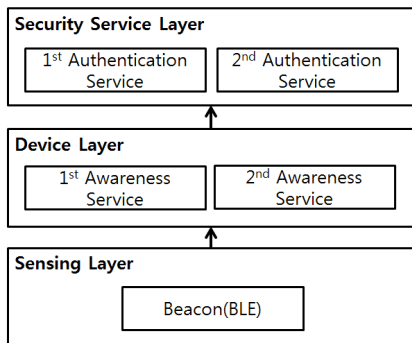 Security Service Layer
1st Authentication Service
2nd Authentication Service
Device Layer
1st Awareness Service
2nd Awareness Service
Sensing Layer
Beacon(BLE)